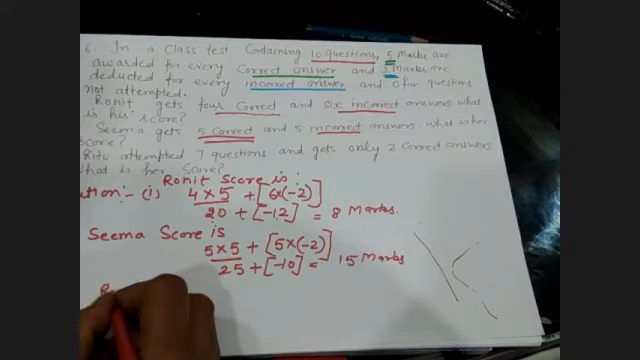 6. In a class test containing 10 questions, 5 Marks are
awarded for every Correct answer and 2 Marks are
deducted for every incorrect answer and 0 for questions
not attempted.
Ronit gets four Correct and six incorrect answers. what
is his score?
Seema gets 5 correct and 5 incorrect answers. What is her
score?
Ritu attempted 7 questions and gets only 2 correct answers
What is her Score?
Ronit Score is :
ution:- (i) 4 × 5 + [6×(-2)]
20 + [-12] = 8 Marks.
Seema Score is
5 × 5 + [5×(-2)]
25 + [-10] = 15 Marks